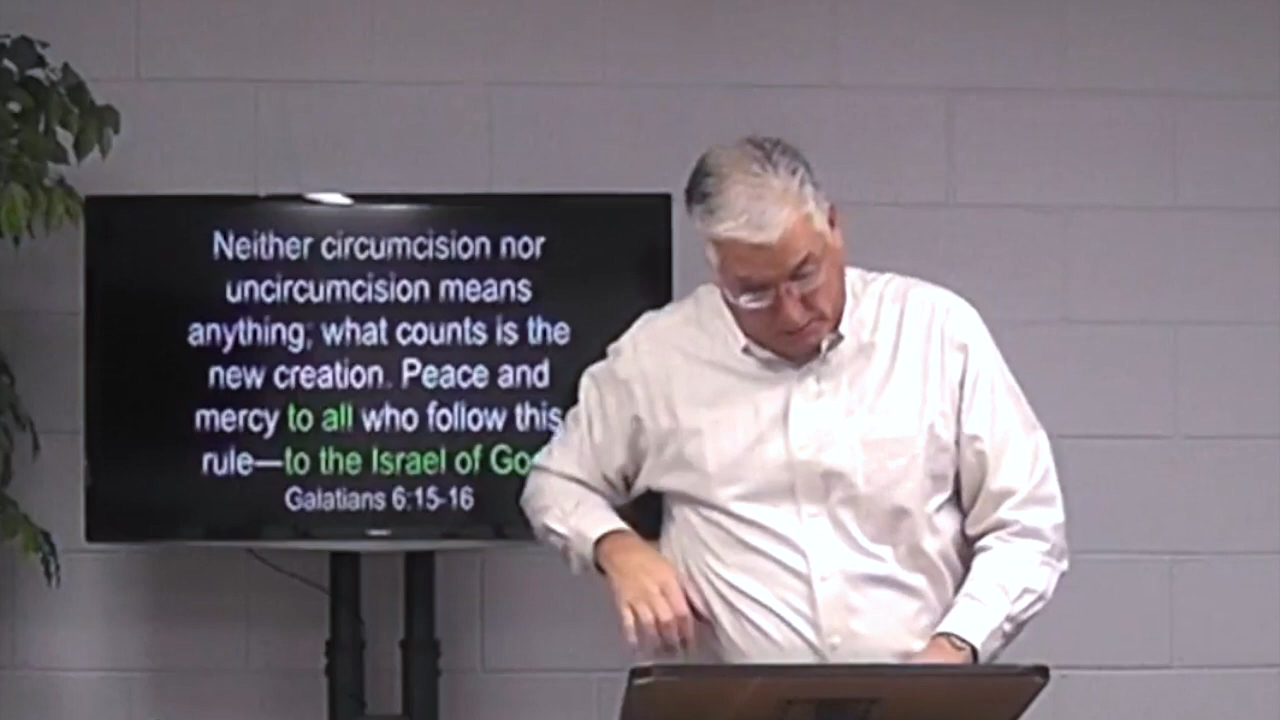 Neither circumcision nor
uncircumcision means
anything; what counts is the
new creation. Peace and
mercy to all who follow this
rule—to the Israel of
Galatians 6:15-16